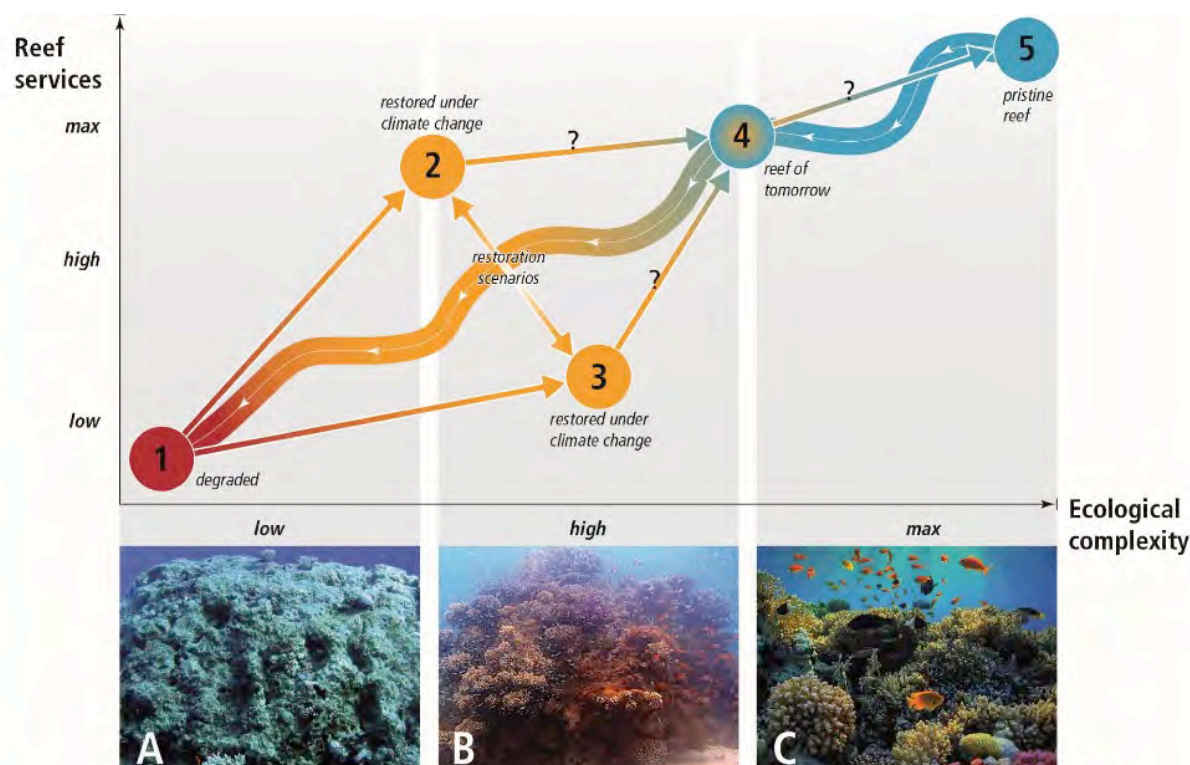 Reef
services
max
high
low
restored under
climate change
2
?
4
reef of
tomorrow
?
5
pristine
reef
restoration
scenarios
?
3
restored under
climate change
1
degraded
low
high
max
Ecological
complexity
A
B
C